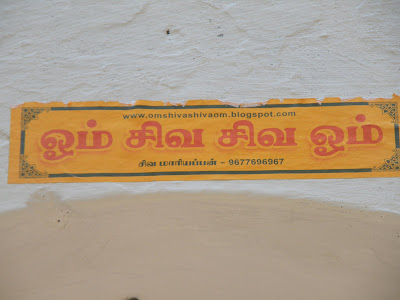 www.omshivashivaom.blogspot.com
ஓம் சிவ சிவ ஓம்
சிவ மாரியப்பன் - 9677696967